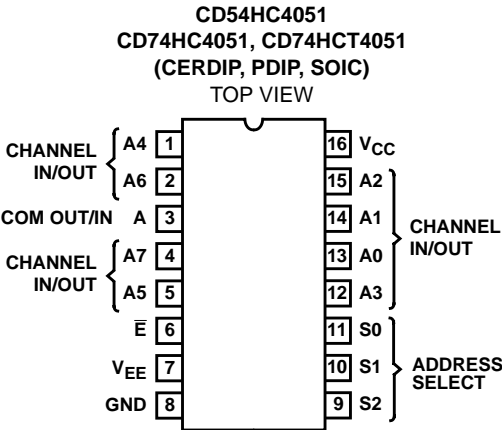 CD54HC4051
CD74HC4051, CD74HCT4051
(CERDIP, PDIP, SOIC)
TOP VIEW
CHANNEL
IN/OUT
A4 1
A6 2
COM OUT/IN A 3
CHANNEL
IN/OUT
A7 4
A5 5
E̅ 6
VEE 7
GND 8
16 VCC
15 A2
14 A1
13 A0
12 A3
CHANNEL
IN/OUT
11 S0
10 S1
9 S2
ADDRESS
SELECT